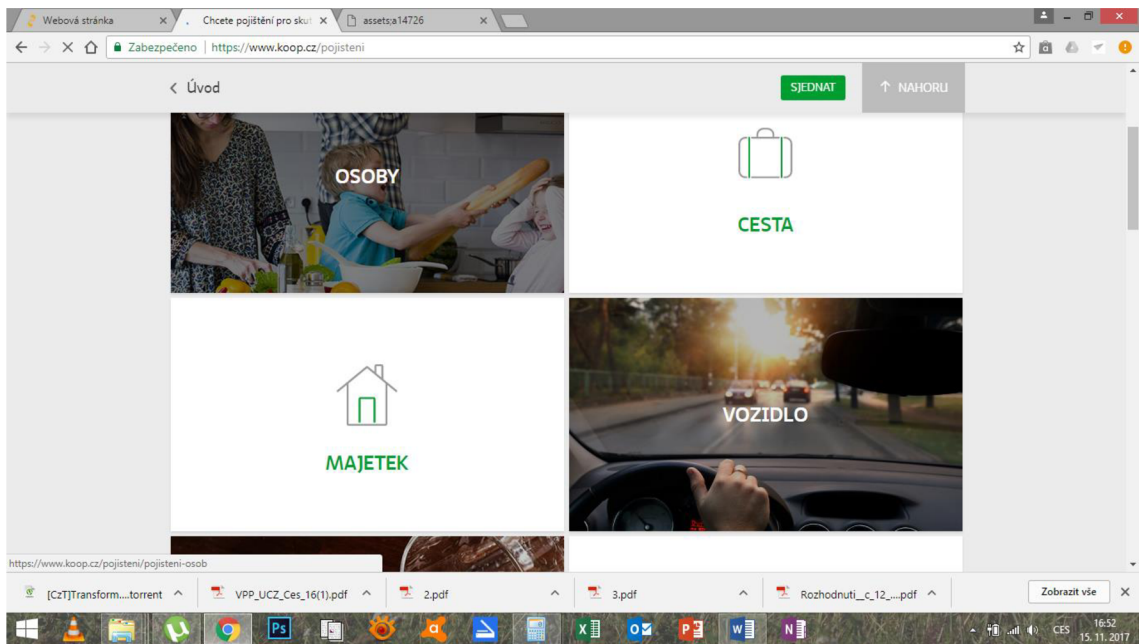 Webová stránka
Chcete pojištění pro skut
assets;a14726
Zabezpečeno | https://www.koop.cz/pojisteni
Úvod
SJEDNAT
NAHORU
OSOBY
CESTA
MAJETEK
VOZIDLO
https://www.koop.cz/pojisteni/pojisteni-osob
[CzT]Transform....torrent
VPP_UCZ_Ces_16(1).pdf
2.pdf
3.pdf
Rozhodnuti__c_12_....pdf
Zobrazit vše
Ps
CES
16:52
15. 11. 2017